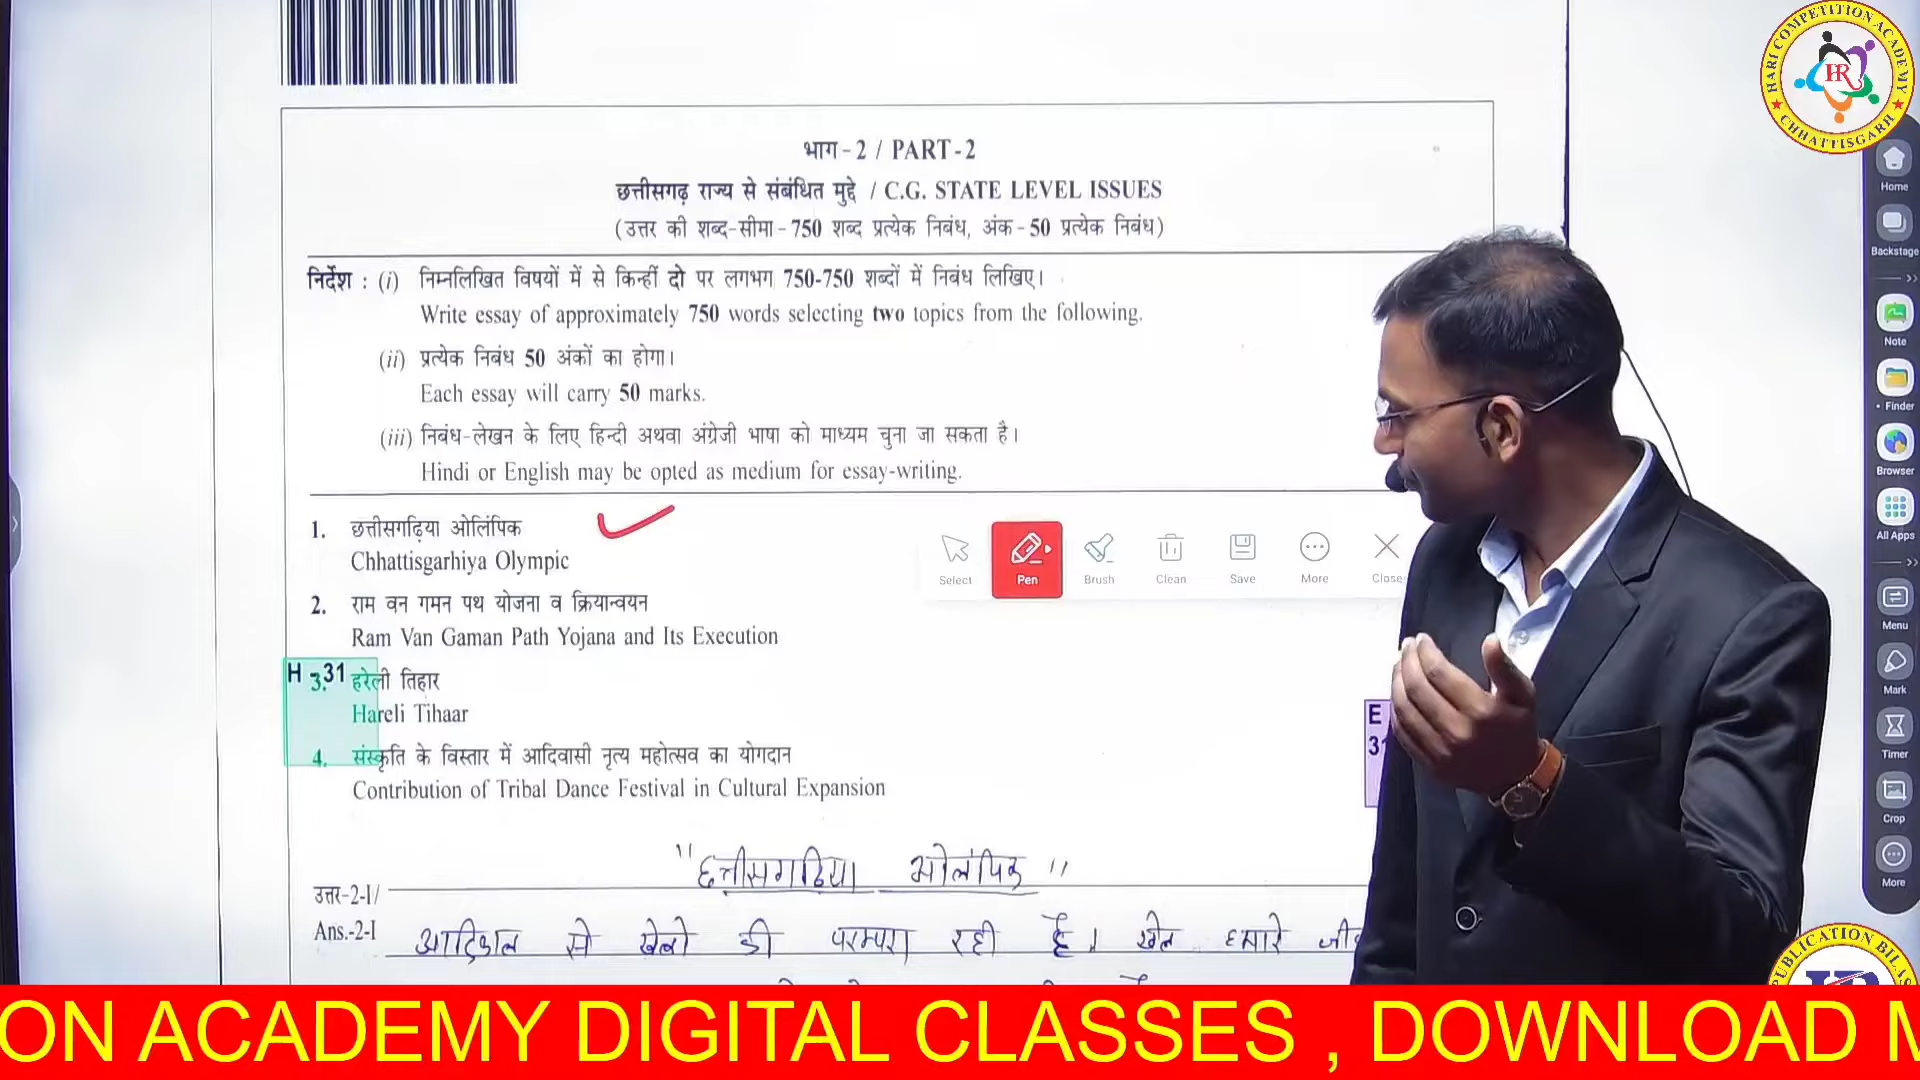 HARI COMPETITION ACADEMY
HR
CHHATTISGARH
भाग - 2 / PART - 2
छत्तीसगढ़ राज्य से संबंधित मुद्दे / C.G. STATE LEVEL ISSUES
(उत्तर की शब्द-सीमा - 750 शब्द प्रत्येक निबंध, अंक - 50 प्रत्येक निबंध)
निर्देश : (i) निम्नलिखित विषयों में से किन्हीं दो पर लगभग 750-750 शब्दों में निबंध लिखिए।
Write essay of approximately 750 words selecting two topics from the following.
(ii) प्रत्येक निबंध 50 अंकों का होगा।
Each essay will carry 50 marks.
(iii) निबंध-लेखन के लिए हिन्दी अथवा अंग्रेजी भाषा को माध्यम चुना जा सकता है।
Hindi or English may be opted as medium for essay-writing.
1. छत्तीसगढ़िया ओलिंपिक
Chhattisgarhiya Olympic
2. राम वन गमन पथ योजना व क्रियान्वयन
Ram Van Gaman Path Yojana and Its Execution
H 31
3. हरेली तिहार
Hareli Tihaar
4. संस्कृति के विस्तार में आदिवासी नृत्य महोत्सव का योगदान
Contribution of Tribal Dance Festival in Cultural Expansion
E
"छत्तीसगढ़िया ओलंपिक"
उत्तर-2-I/
Ans.-2-I
आदिकाल से खेलो की परम्परा रही है। खेल हमारे
Select
Pen
Brush
Clean
Save
More
Close
Home
Backstage
Note
Finder
Browser
All Apps
Menu
Mark
Timer
Crop
More
PUBLICATION
ON ACADEMY DIGITAL CLASSES , DOWNLOAD